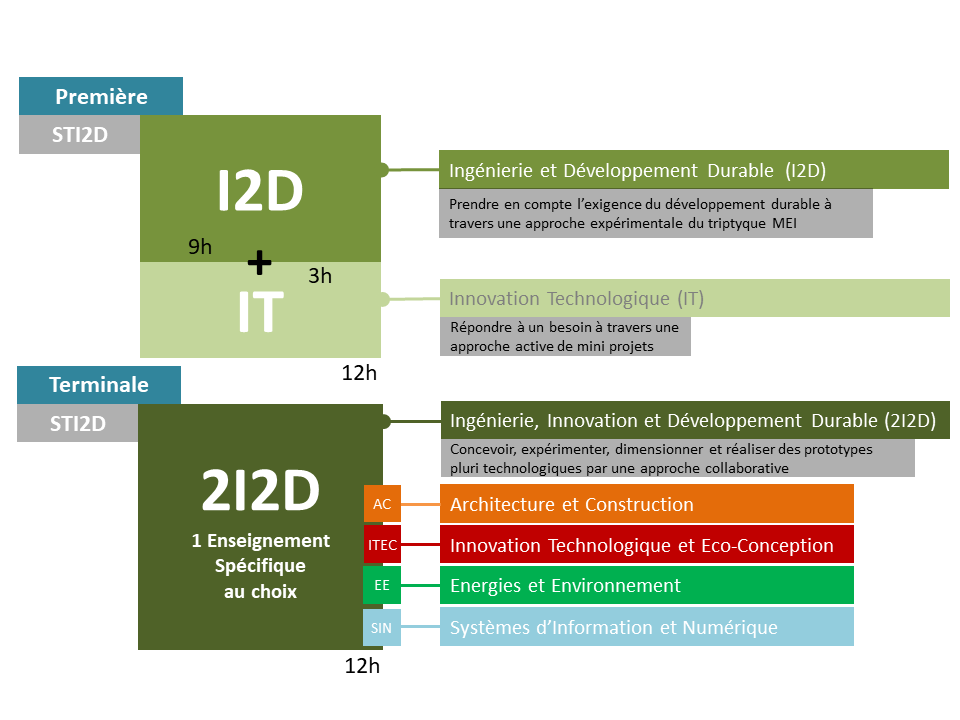 Première
STI2D
I2D
9h
+
3h
IT
12h
Ingénierie et Développement Durable (I2D)
Prendre en compte l’exigence du développement durable à
travers une approche expérimentale du triptyque MEI
Innovation Technologique (IT)
Répondre à un besoin à travers une
approche active de mini projets
Terminale
STI2D
2I2D
1 Enseignement
Spécifique
au choix
12h
Ingénierie, Innovation et Développement Durable (2I2D)
Concevoir, expérimenter, dimensionner et réaliser des prototypes
pluri technologiques par une approche collaborative
AC
Architecture et Construction
ITEC
Innovation Technologique et Eco-Conception
EE
Energies et Environnement
SIN
Systèmes d’Information et Numérique